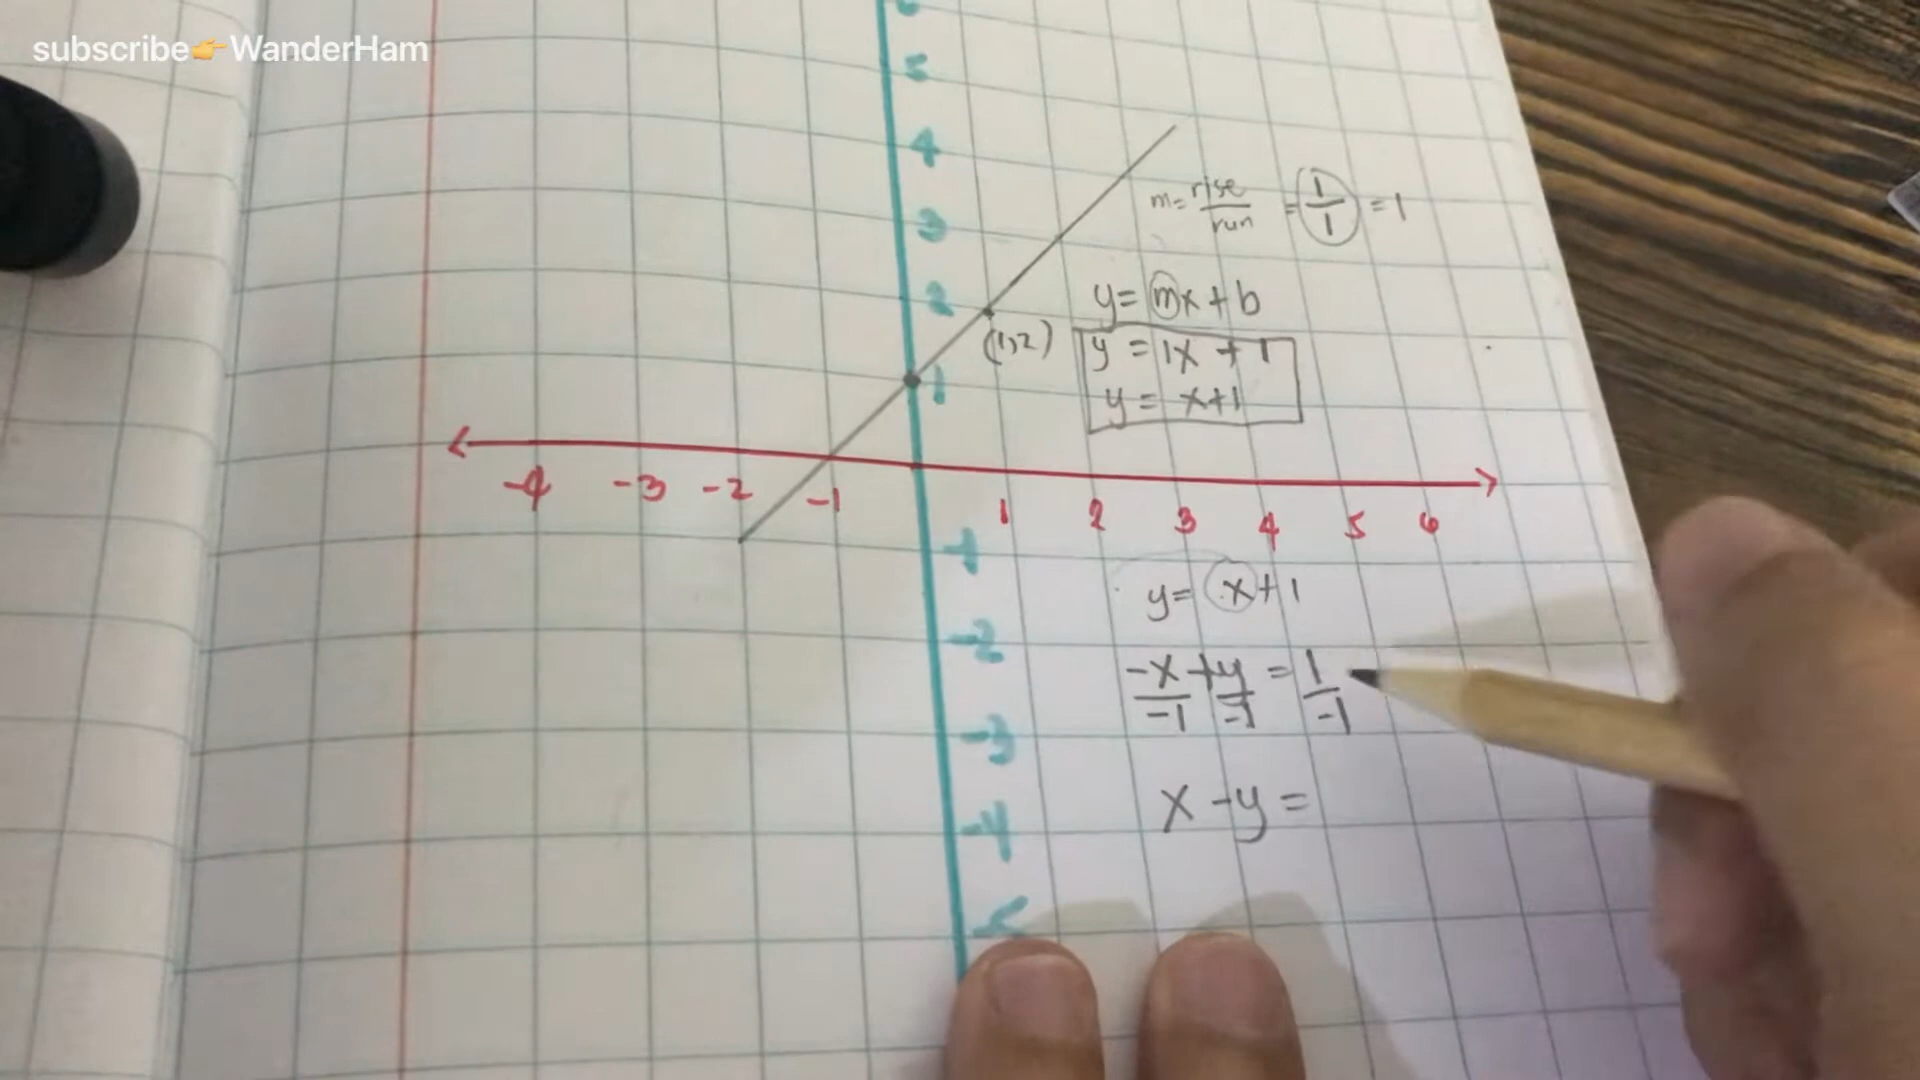 subscribe👉WanderHam
5
4
3
2
1
m= rise/run = 1/1 = 1
y= mx+b
(1,2)
y = 1x + 1
y = x+1
-4 -3 -2 -1 1 2 3 4 5 6
-1
-2
-3
-4
y= x+1
-x/-1 +y/-1 = 1/-1
x -y =